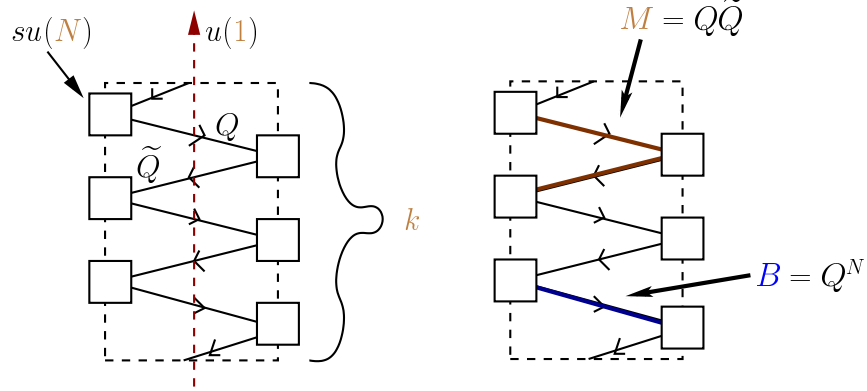 su(N)
u(1)
Q
Q̃
k
M = QQ̃
B = Q^N